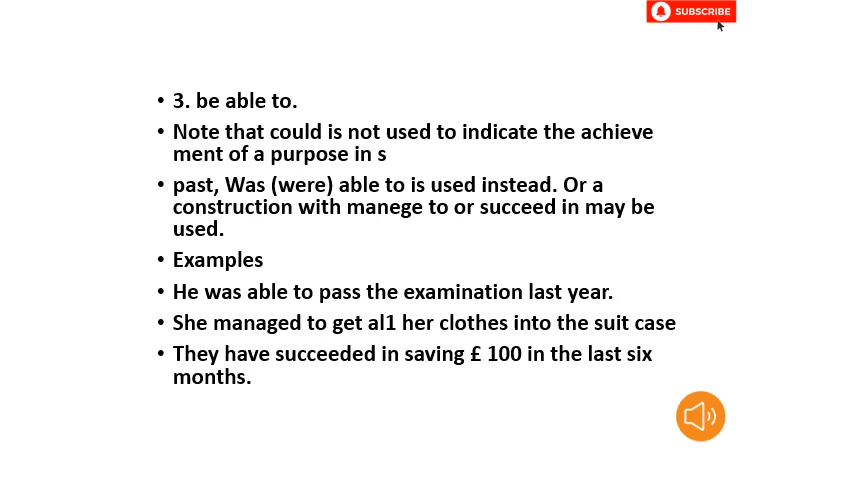 SUBSCRIBE
• 3. be able to.
• Note that could is not used to indicate the achieve
ment of a purpose in s
• past, Was (were) able to is used instead. Or a
construction with manege to or succeed in may be
used.
• Examples
• He was able to pass the examination last year.
• She managed to get al1 her clothes into the suit case
• They have succeeded in saving £ 100 in the last six
months.